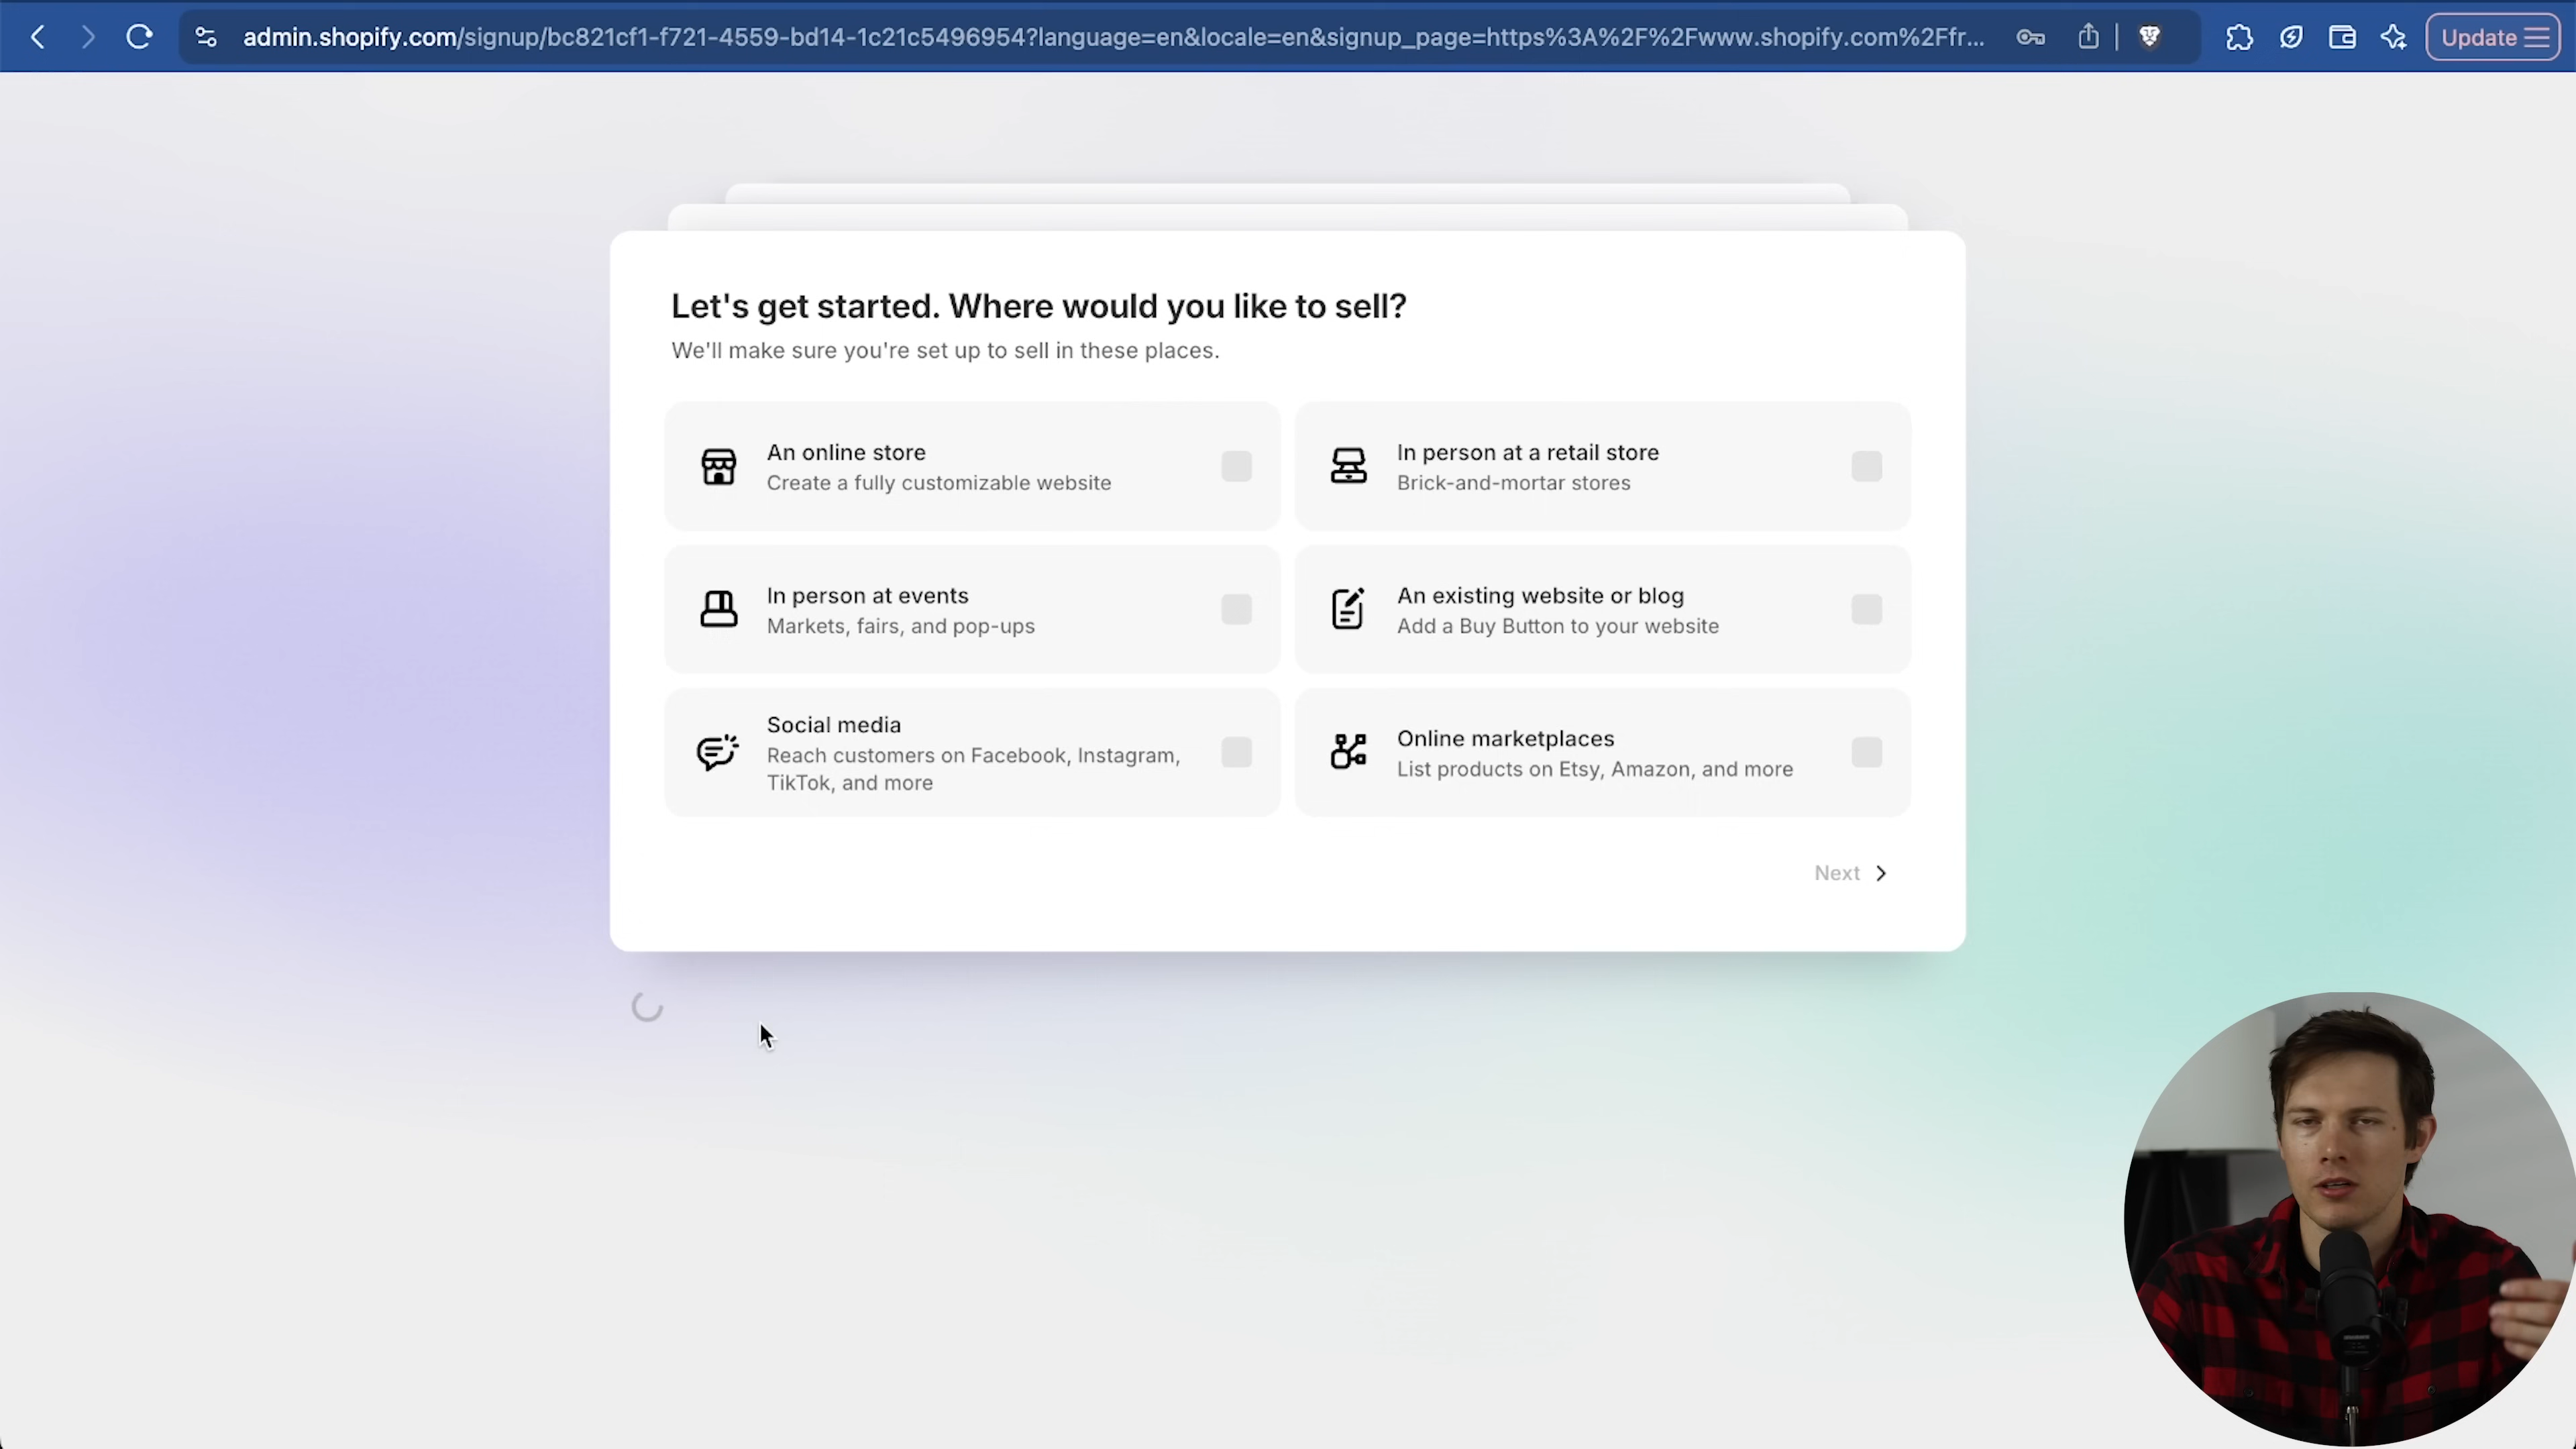 admin.shopify.com/signup/bc821cf1-f721-4559-bd14-1c21c5496954?language=en&locale=en&signup_page=https%3A%2F%2Fwww.shopify.com%2Ffr...
Update
Let's get started. Where would you like to sell?
We'll make sure you're set up to sell in these places.
An online store
Create a fully customizable website
In person at a retail store
Brick-and-mortar stores
In person at events
Markets, fairs, and pop-ups
An existing website or blog
Add a Buy Button to your website
Social media
Reach customers on Facebook, Instagram,
TikTok, and more
Online marketplaces
List products on Etsy, Amazon, and more
Next